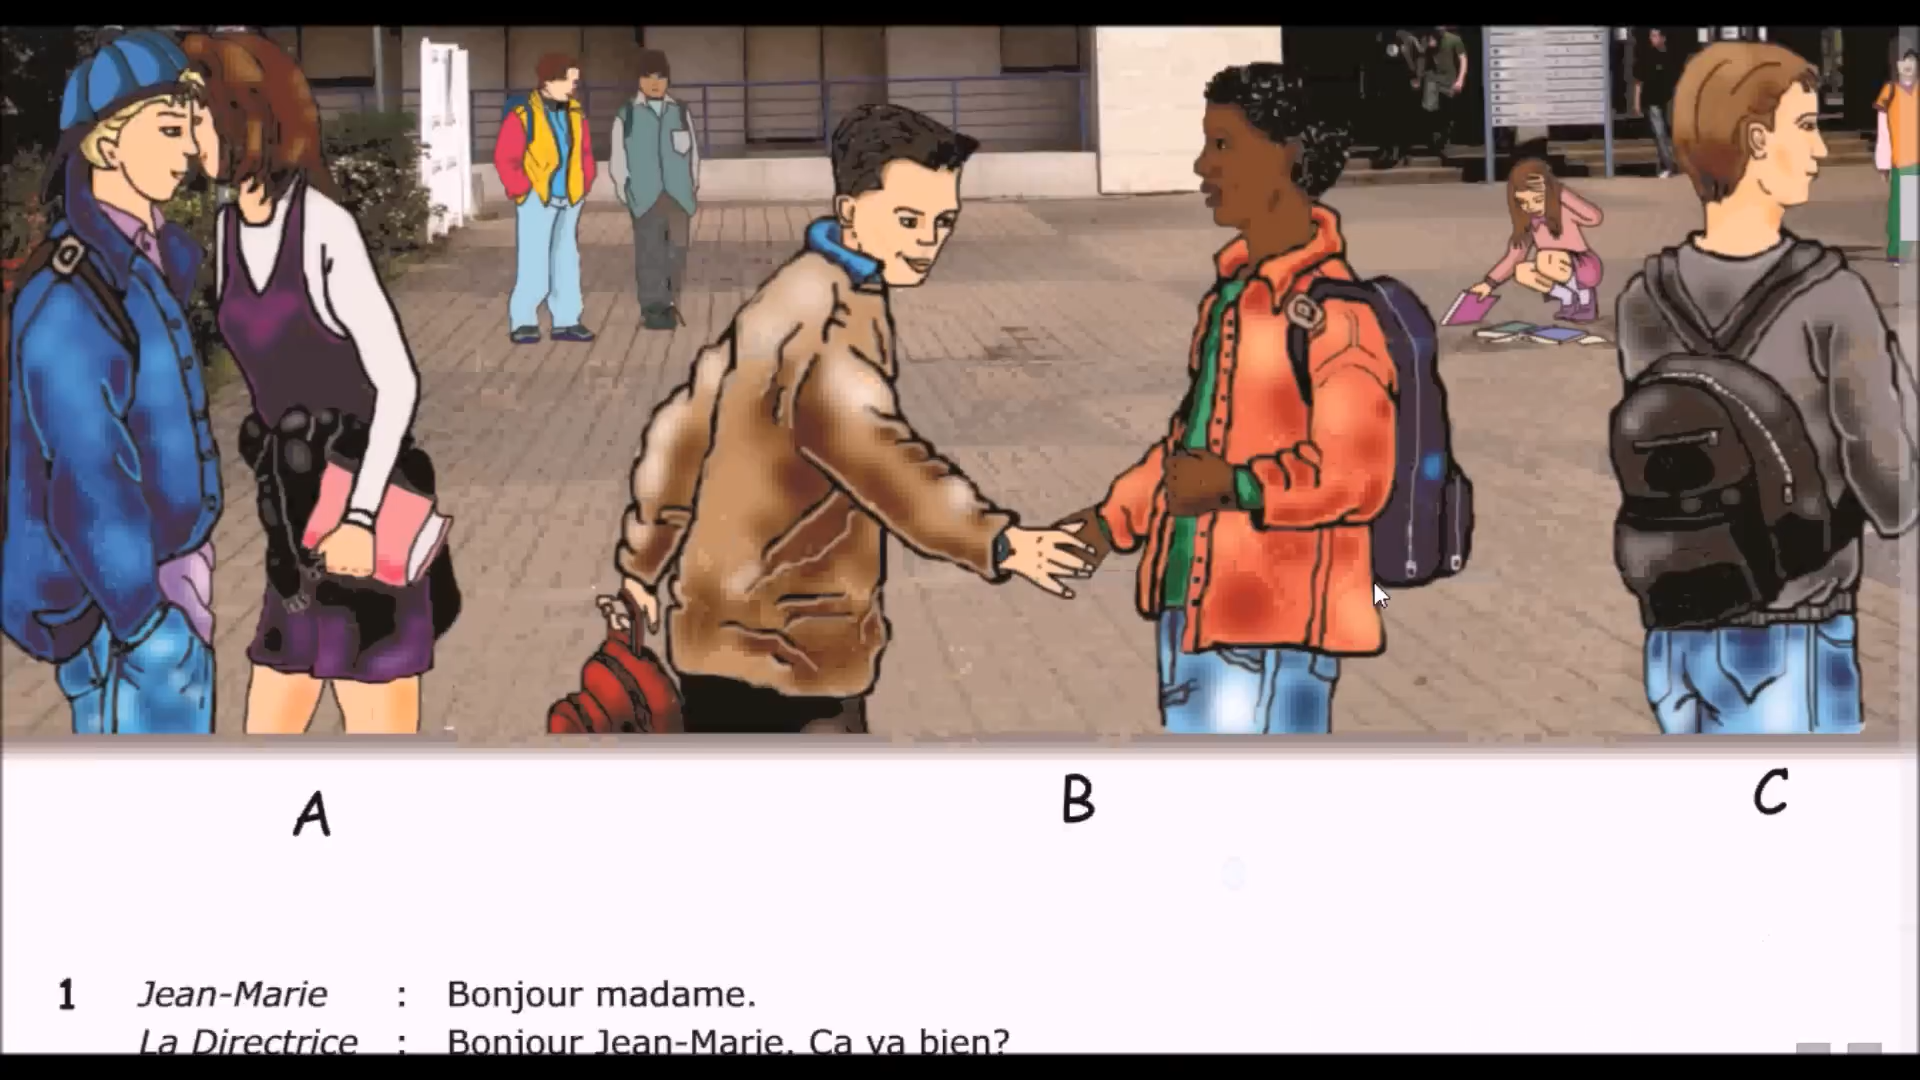 A B C
1 Jean-Marie : Bonjour madame.
La Directrice : Bonjour Jean-Marie. Ca va bien?